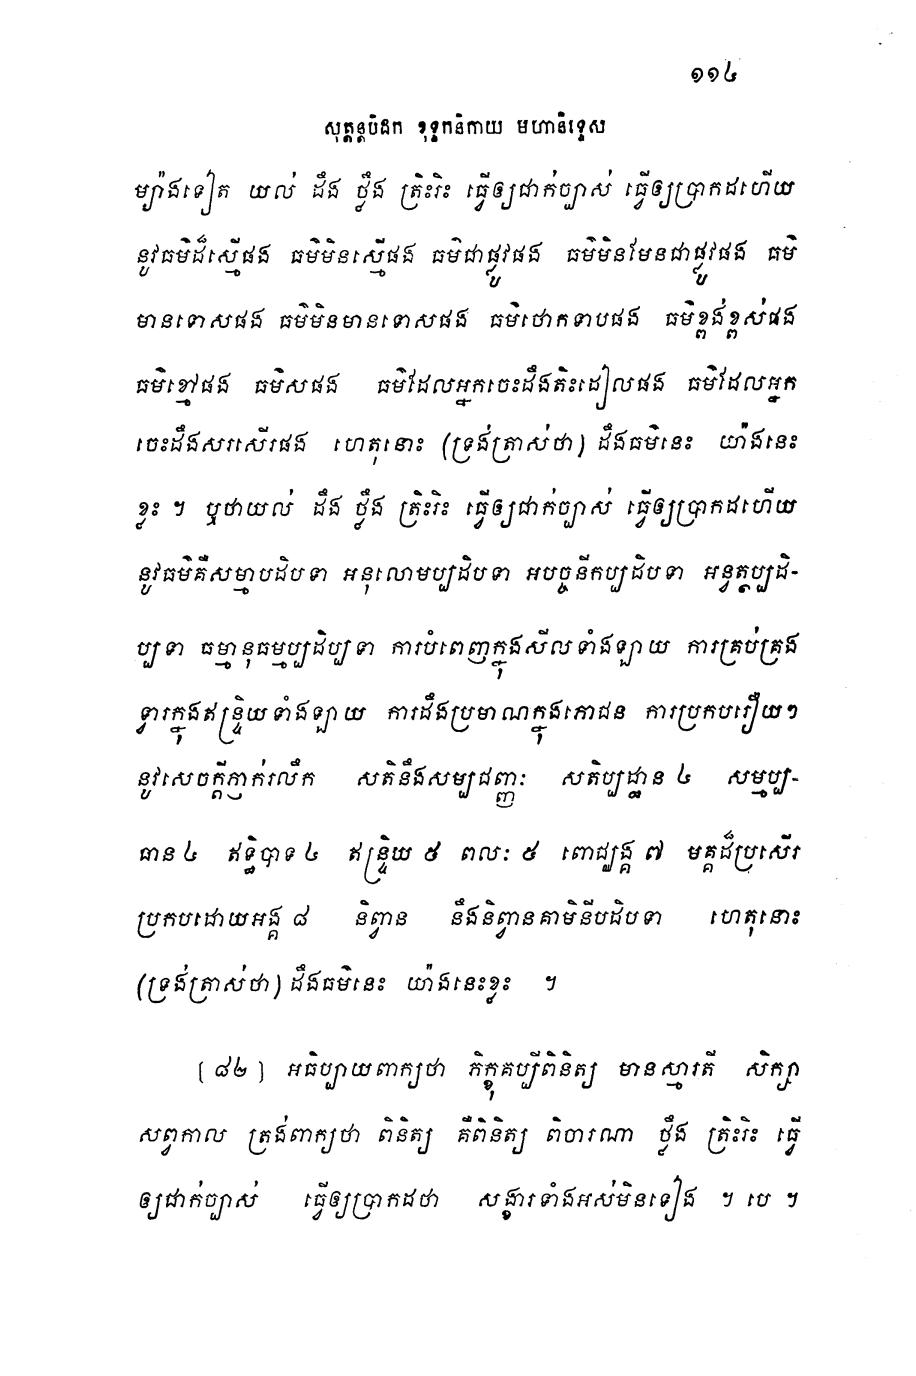 ១១៤
សុត្តន្តបិដក ខុទ្ទកនិកាយ មហានិទ្ទេស
ម្យ៉ាងទៀត យល់ ដឹង ថ្លឹង ត្រិះរិះ ធ្វើឲ្យជាក់ច្បាស់ ធ្វើឲ្យប្រាកដហើយ
នូវធម៌ដ៏ស្មើផង ធម៌មិនស្មើផង ធម៌ជាផ្លូវផង ធម៌មិនមែនជាផ្លូវផង ធម៌
មានទោសផង ធម៌មិនមានទោសផង ធម៌ថោកទាបផង ធម៌ខ្ពង់ខ្ពស់ផង
ធម៌ខ្មៅផង ធម៌សផង ធម៌ដែលអ្នកចេះដឹងតិះដៀលផង ធម៌ដែលអ្នក
ចេះដឹងសរសើរផង ហេតុនោះ (ទ្រង់ត្រាស់ថា) ដឹងធម៌នេះ យ៉ាងនេះ
ខ្លះ ។ ឬថាយល់ ដឹង ថ្លឹង ត្រិះរិះ ធ្វើឲ្យជាក់ច្បាស់ ធ្វើឲ្យប្រាកដហើយ
នូវធម៌គឺសម្មាបដិបទា អនុលោមប្បដិបទា អបច្ចនីកប្បដិបទា អន្វត្ថប្បដិ-
ប្បទា ធម្មានុធម្មប្បដិប្បទា ការបំពេញក្នុងសីលទាំងឡាយ ការគ្រប់គ្រង
ទ្វារក្នុងឥន្ទ្រិយទាំងឡាយ ការដឹងប្រមាណក្នុងភោជន ការប្រកបរឿយៗ
នូវសេចក្តីភ្ញាក់រលឹក សតិនឹងសម្បជញ្ញៈ សតិប្បដ្ឋាន ៤ សម្មប្ប-
ធាន ៤ ឥទ្ធិបាទ ៤ ឥន្ទ្រិយ ៥ ពលៈ ៥ ពោជ្ឈង្គ ៧ មគ្គដ៏ប្រសើរ
ប្រកបដោយអង្គ ៨ និព្វាន នឹងនិព្វានគាមិនីបដិបទា ហេតុនោះ
(ទ្រង់ត្រាស់ថា) ដឹងធម៌នេះ យ៉ាងនេះខ្លះ ។
[ ៨២ ] អធិប្បាយពាក្យថា ភិក្ខុគប្បីពិនិត្យ មានស្មារតី សិក្សា
សព្វកាល ត្រង់ពាក្យថា ពិនិត្យ គឺពិនិត្យ ពិចារណា ថ្លឹង ត្រិះរិះ ធ្វើ
ឲ្យជាក់ច្បាស់ ធ្វើឲ្យប្រាកដថា សង្ខារទាំងអស់មិនទៀង ។ បេ ។